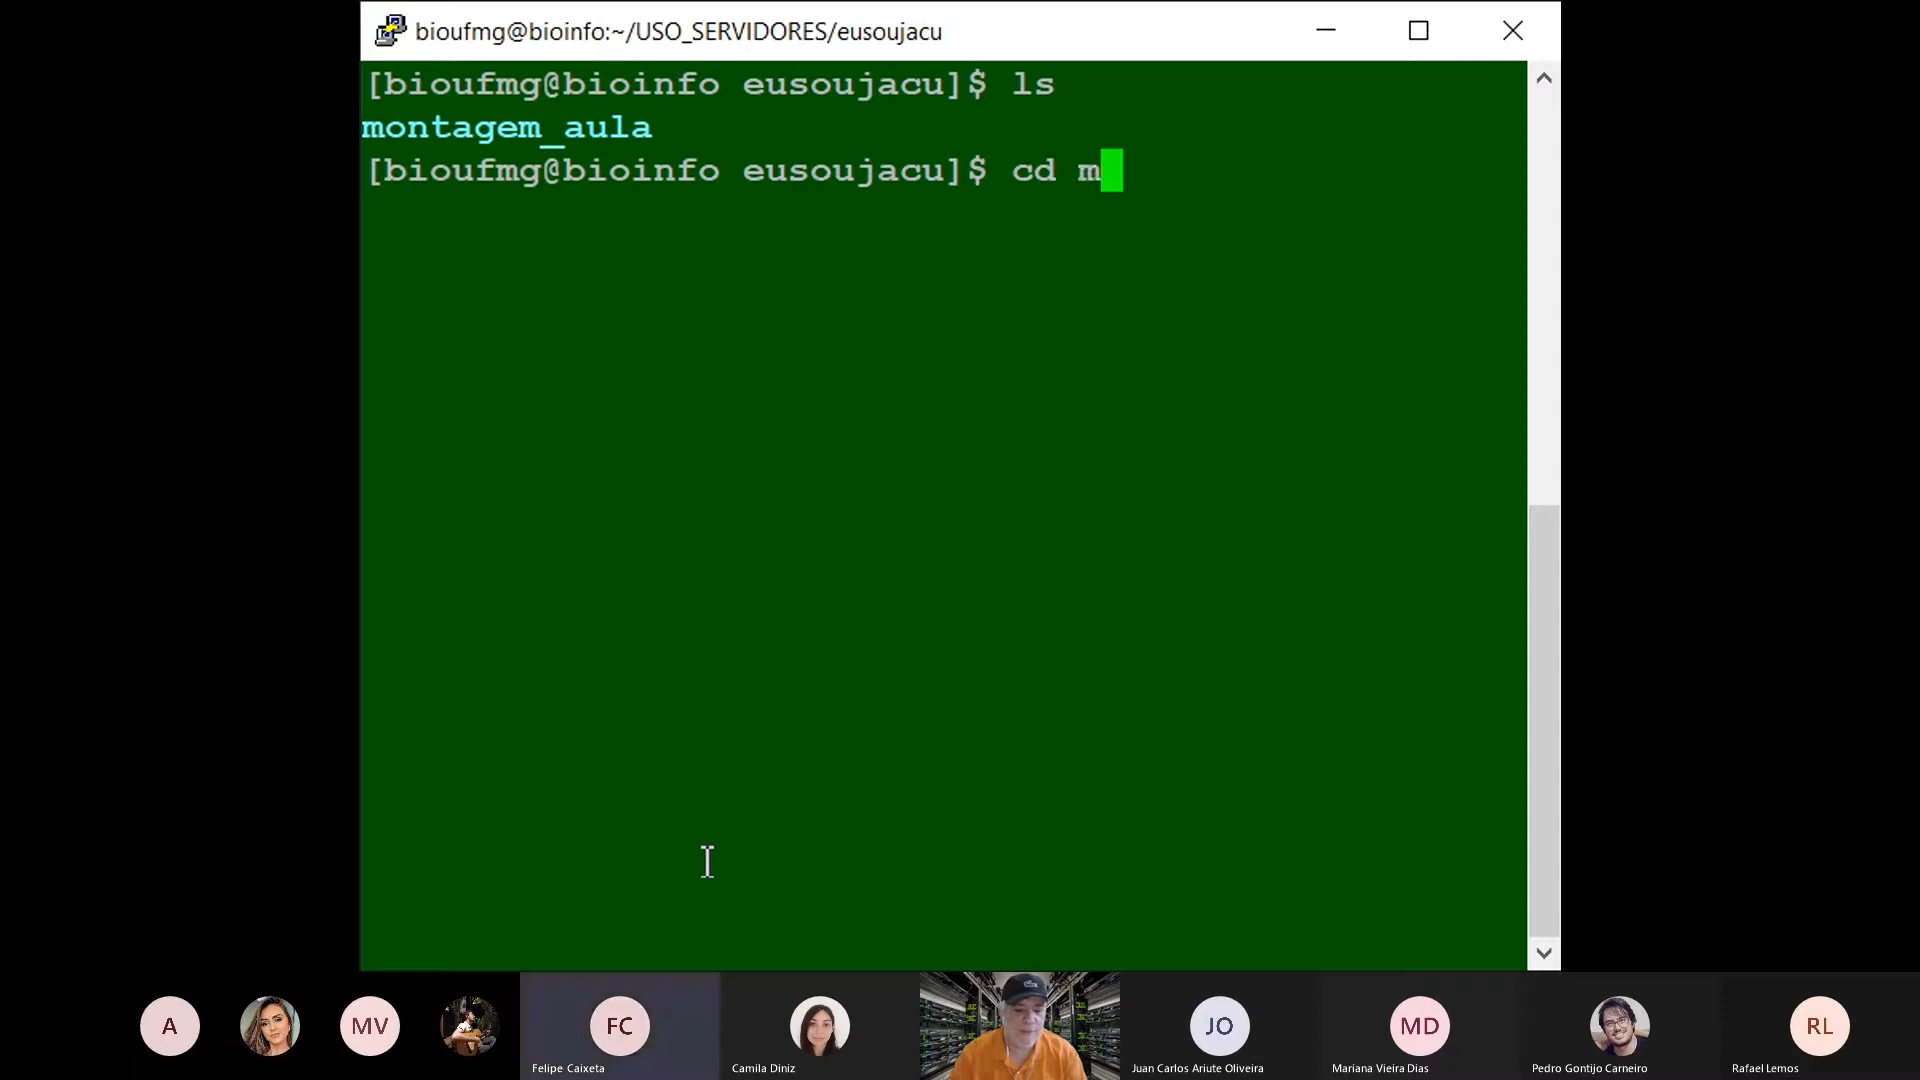 bioufmg@bioinfo:~/USO_SERVIDORES/eusoujacu
[bioufmg@bioinfo eusoujacu]$ ls
montagem_aula
[bioufmg@bioinfo eusoujacu]$ cd m
A
MV
FC
JO
MD
RL
Felipe Caixeta
Camila Diniz
Juan Carlos Ariute Oliveira
Mariana Vieira Dias
Pedro Gontijo Carneiro
Rafael Lemos